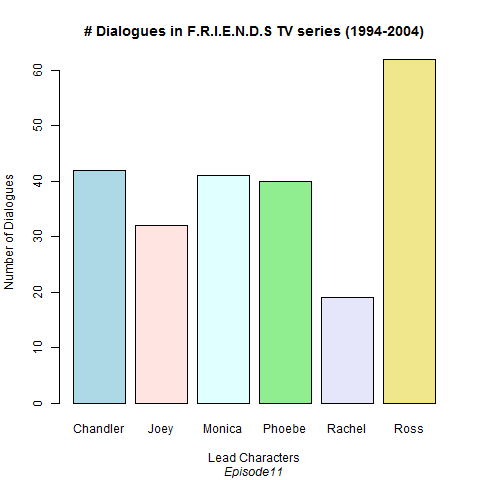 # Dialogues in F.R.I.E.N.D.S TV series (1994-2004)
Number of Dialogues
60
50
40
30
20
10
0
Chandler Joey Monica Phoebe Rachel Ross
Lead Characters
Episode11